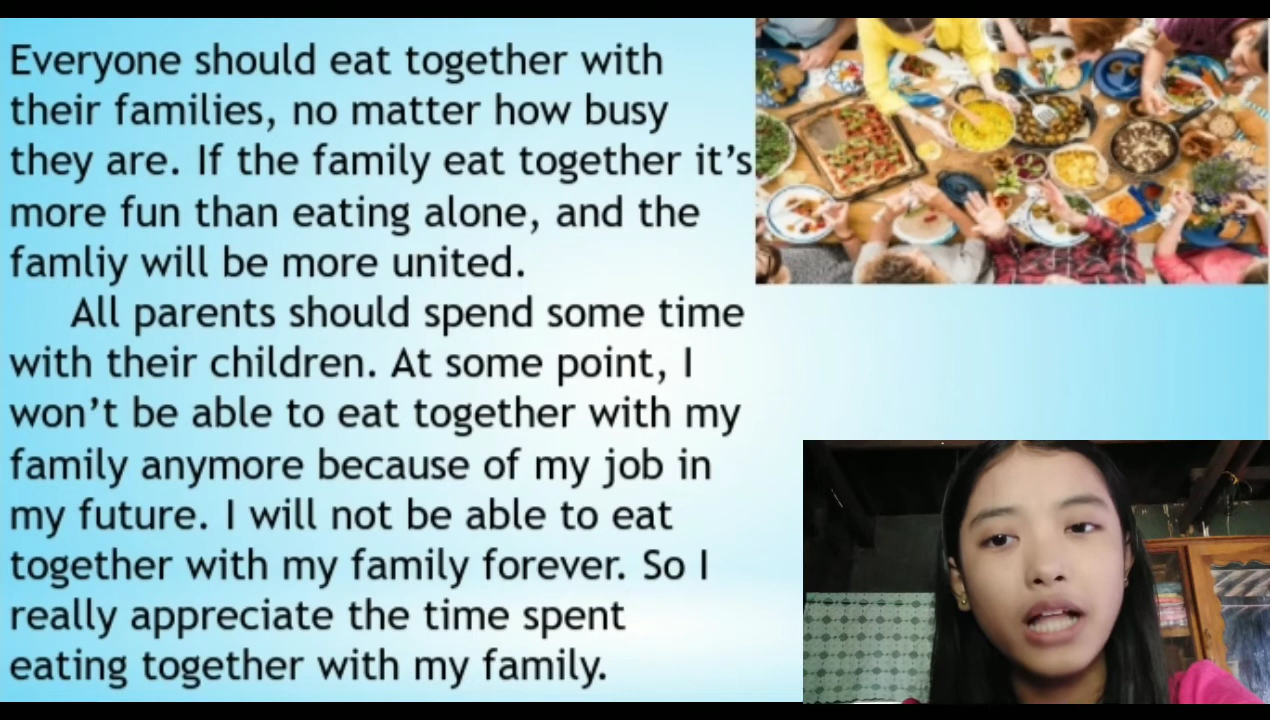 Everyone should eat together with
their families, no matter how busy
they are. If the family eat together it’s
more fun than eating alone, and the
famliy will be more united.
All parents should spend some time
with their children. At some point, I
won’t be able to eat together with my
family anymore because of my job in
my future. I will not be able to eat
together with my family forever. So I
really appreciate the time spent
eating together with my family.